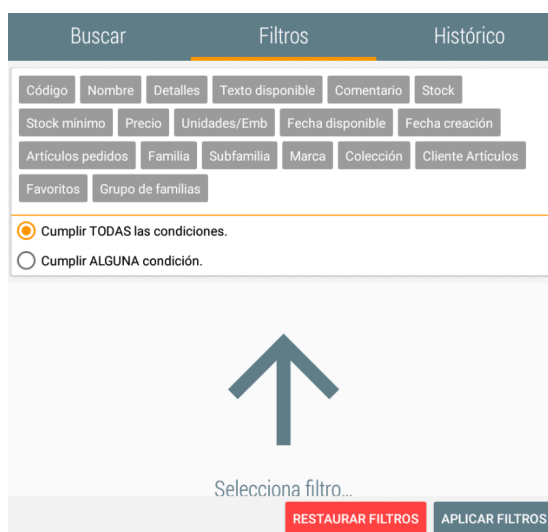 Buscar Filtros Histórico
Código Nombre Detalles Texto disponible Comentario Stock
Stock mínimo Precio Unidades/Emb Fecha disponible Fecha creación
Artículos pedidos Familia Subfamilia Marca Colección Cliente Artículos
Favoritos Grupo de famílias
Cumplir TODAS las condiciones.
Cumplir ALGUNA condición.
Selecciona filtro...
RESTAURAR FILTROS APLICAR FILTROS